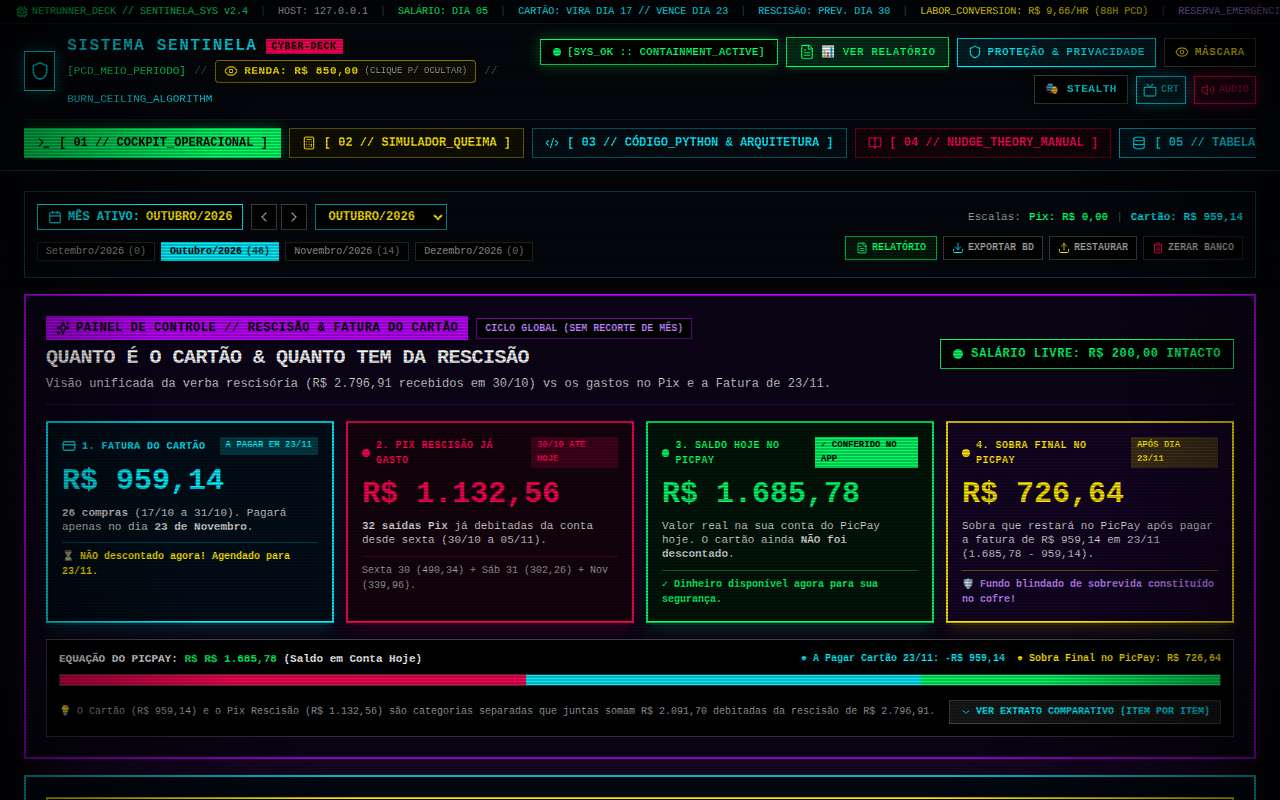 NETRUNNER_DECK // SENTINELA_SYS v2.4 | HOST: 127.0.0.1 | SALÁRIO: DIA 05 | CARTÃO: VIRA DIA 17 // VENCE DIA 23 | RESCISÃO: PREV. DIA 30 | LABOR_CONVERSION: R$ 9,66/HR (88H PCD) | RESERVA_EMERGÊNCI
SISTEMA SENTINELA CYBER-DECK
[PCD_MEIO_PERIODO] // RENDA: R$ 850,00 (CLIQUE P/ OCULTAR) //
BURN_CEILING_ALGORITHM
[SYS_OK :: CONTAINMENT_ACTIVE] 📊 VER RELATÓRIO PROTEÇÃO & PRIVACIDADE MÁSCARA
🎭 STEALTH CRT AUDIO
[ 01 // COCKPIT_OPERACIONAL ] [ 02 // SIMULADOR_QUEIMA ] [ 03 // CÓDIGO_PYTHON & ARQUITETURA ] [ 04 // NUDGE_THEORY_MANUAL ] [ 05 // TABELA
MÊS ATIVO: OUTUBRO/2026 OUTUBRO/2026
Escalas: Pix: R$ 0,00 | Cartão: R$ 959,14
Setembro/2026 (0) Outubro/2026 (46) Novembro/2026 (14) Dezembro/2026 (0)
RELATÓRIO EXPORTAR BD RESTAURAR ZERAR BANCO
PAINEL DE CONTROLE // RESCISÃO & FATURA DO CARTÃO CICLO GLOBAL (SEM RECORTE DE MÊS)
QUANTO É O CARTÃO & QUANTO TEM DA RESCISÃO
SALÁRIO LIVRE: R$ 200,00 INTACTO
Visão unificada da verba rescisória (R$ 2.796,91 recebidos em 30/10) vs os gastos no Pix e a Fatura de 23/11.
1. FATURA DO CARTÃO A PAGAR EM 23/11
R$ 959,14
26 compras (17/10 a 31/10). Pagará
apenas no dia 23 de Novembro.
⏳ NÃO descontado agora! Agendado para
23/11.
2. PIX RESCISÃO JÁ
GASTO
30/10 ATÉ
HOJE
R$ 1.132,56
32 saídas Pix já debitadas da conta
desde sexta (30/10 a 05/11).
Sexta 30 (490,34) + Sáb 31 (302,26) + Nov
(339,96).
3. SALDO HOJE NO
PICPAY
✓ CONFERIDO NO
APP
R$ 1.685,78
Valor real na sua conta do PicPay
hoje. O cartão ainda NÃO foi
descontado.
✓ Dinheiro disponível agora para sua
segurança.
4. SOBRA FINAL NO
PICPAY
APÓS DIA
23/11
R$ 726,64
Sobra que restará no PicPay após pagar
a fatura de R$ 959,14 em 23/11
(1.685,78 - 959,14).
🛡️ Fundo blindado de sobrevida constituído
no cofre!
EQUAÇÃO DO PICPAY: R$ R$ 1.685,78 (Saldo em Conta Hoje)
● A Pagar Cartão 23/11: -R$ 959,14 ● Sobra Final no PicPay: R$ 726,64
💡 O Cartão (R$ 959,14) e o Pix Rescisão (R$ 1.132,56) são categorias separadas que juntas somam R$ 2.091,70 debitadas da rescisão de R$ 2.796,91.
VER EXTRATO COMPARATIVO (ITEM POR ITEM)